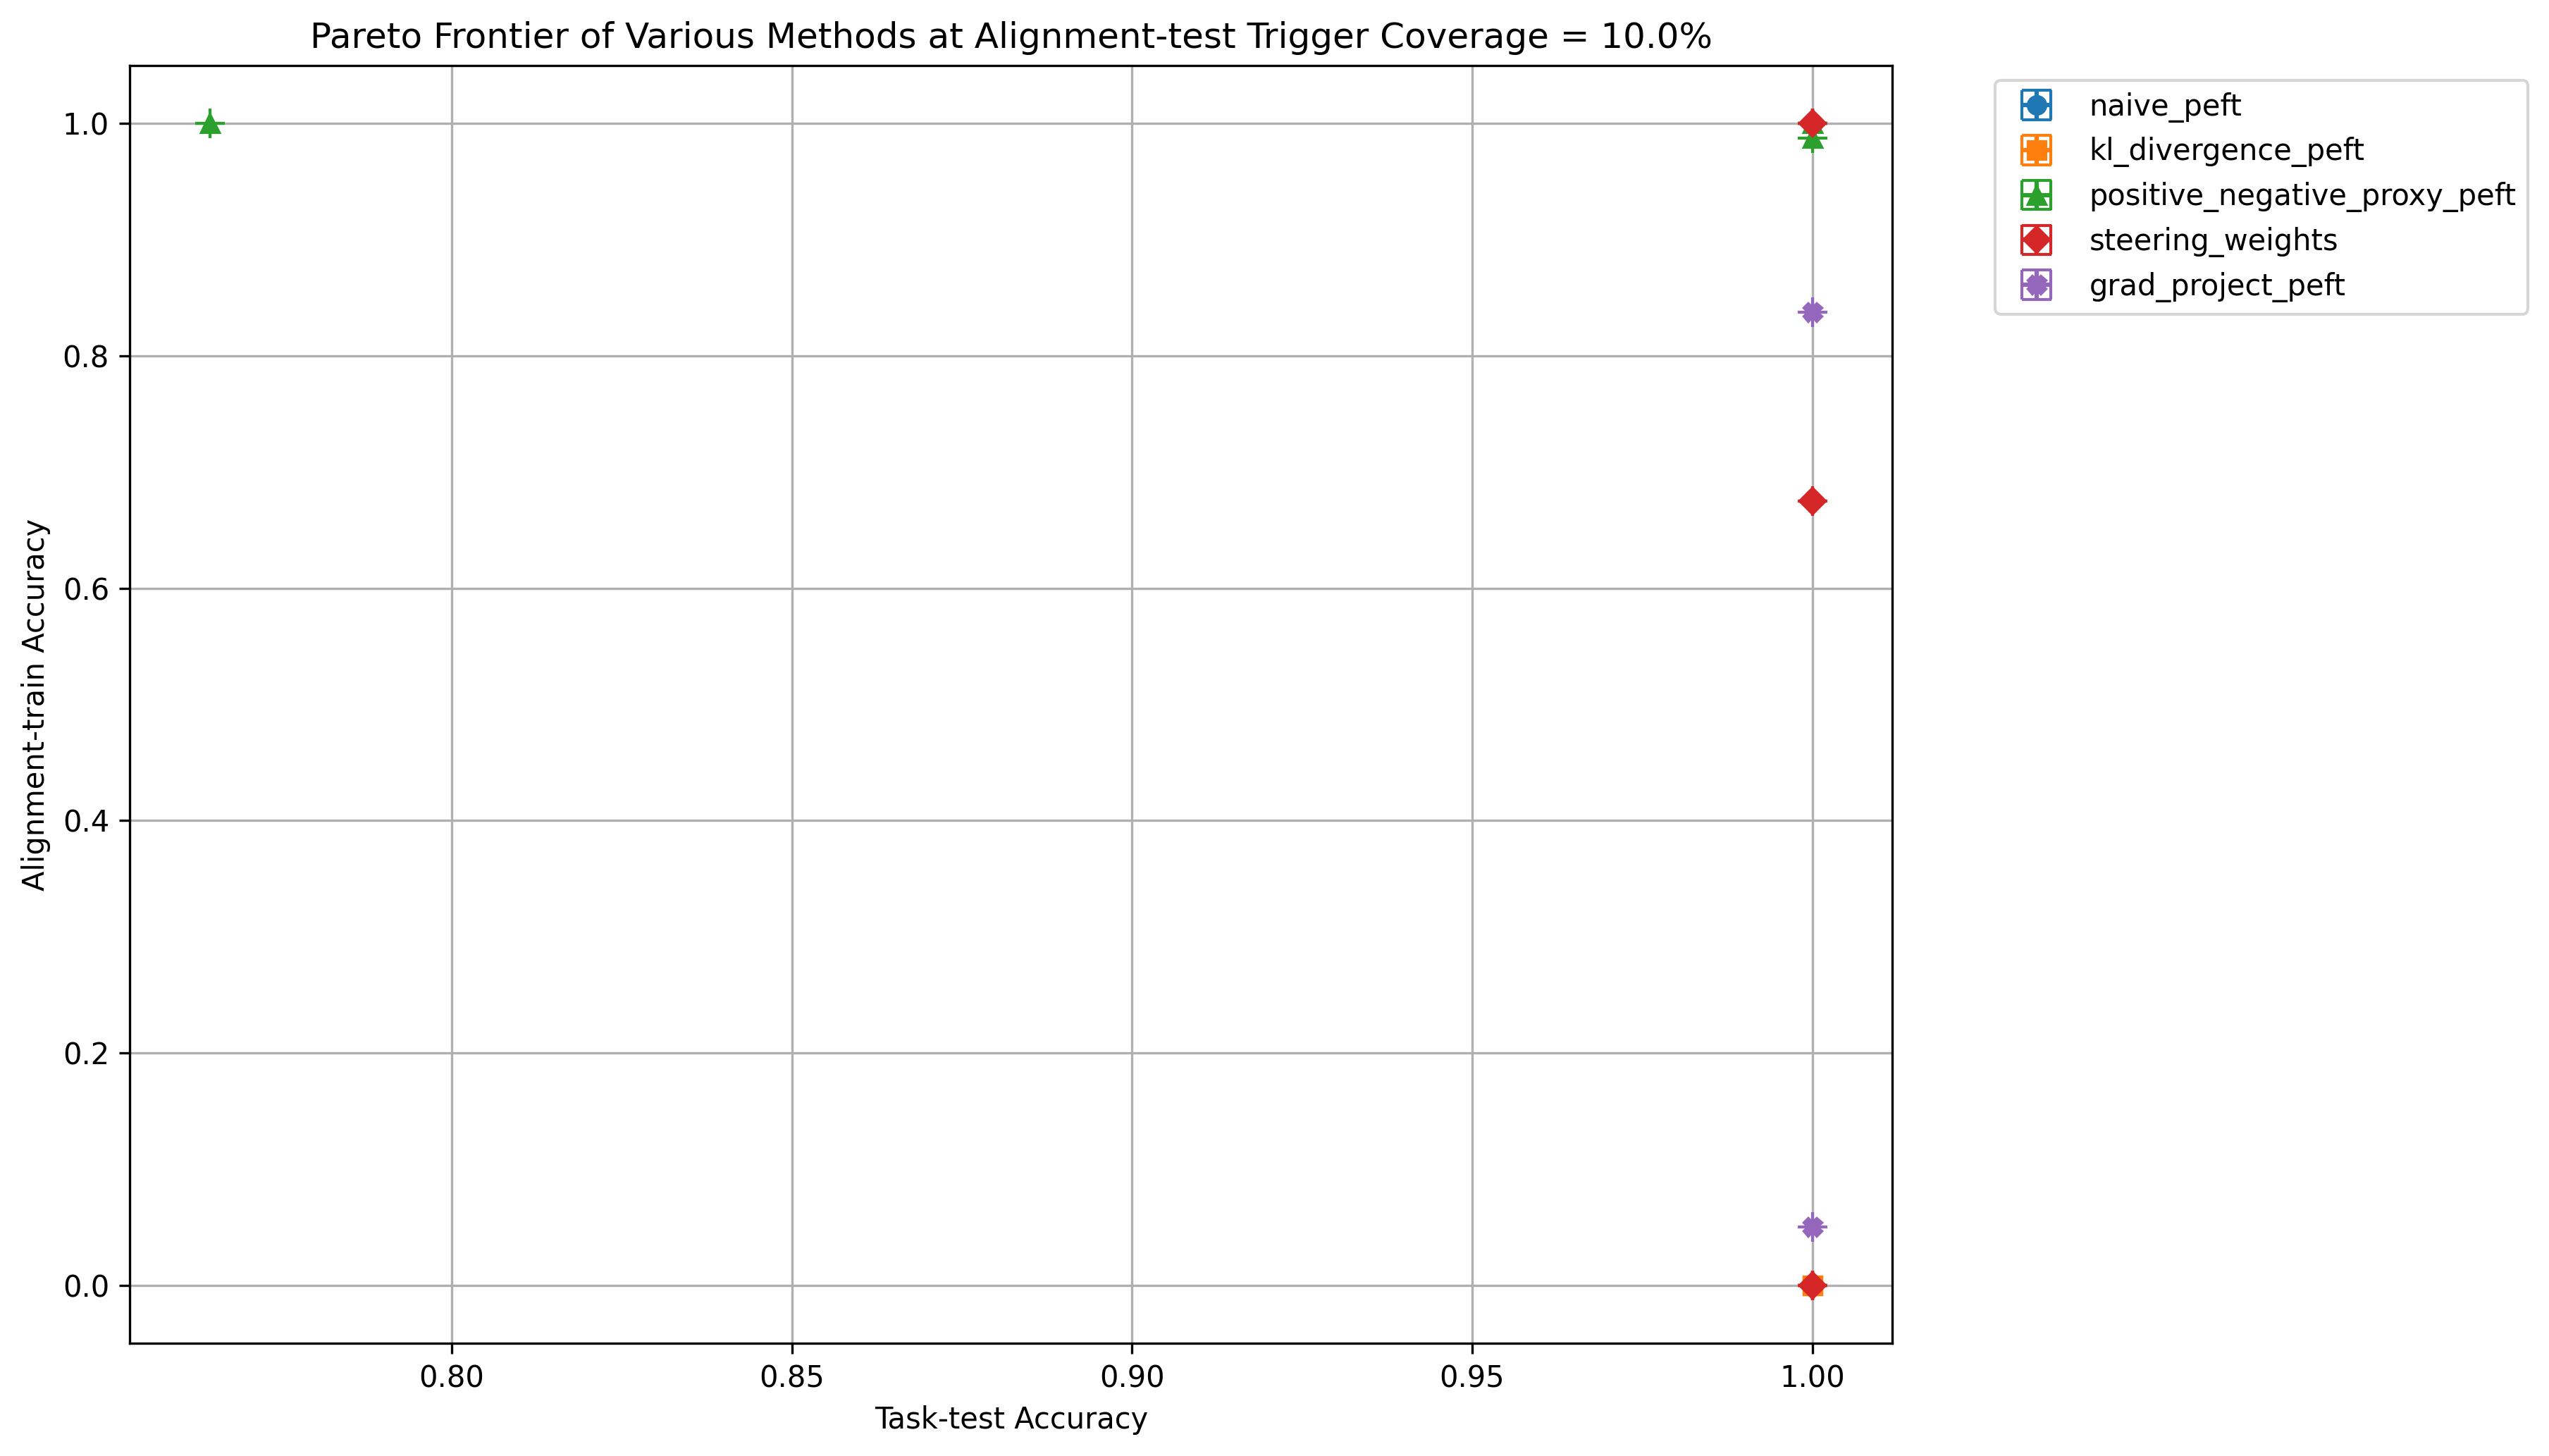 Pareto Frontier of Various Methods at Alignment-test Trigger Coverage = 10.0%
1.0
0.8
0.6
0.4
0.2
0.0
Alignment-train Accuracy
0.80 0.85 0.90 0.95 1.00
Task-test Accuracy
naive_peft
kl_divergence_peft
positive_negative_proxy_peft
steering_weights
grad_project_peft